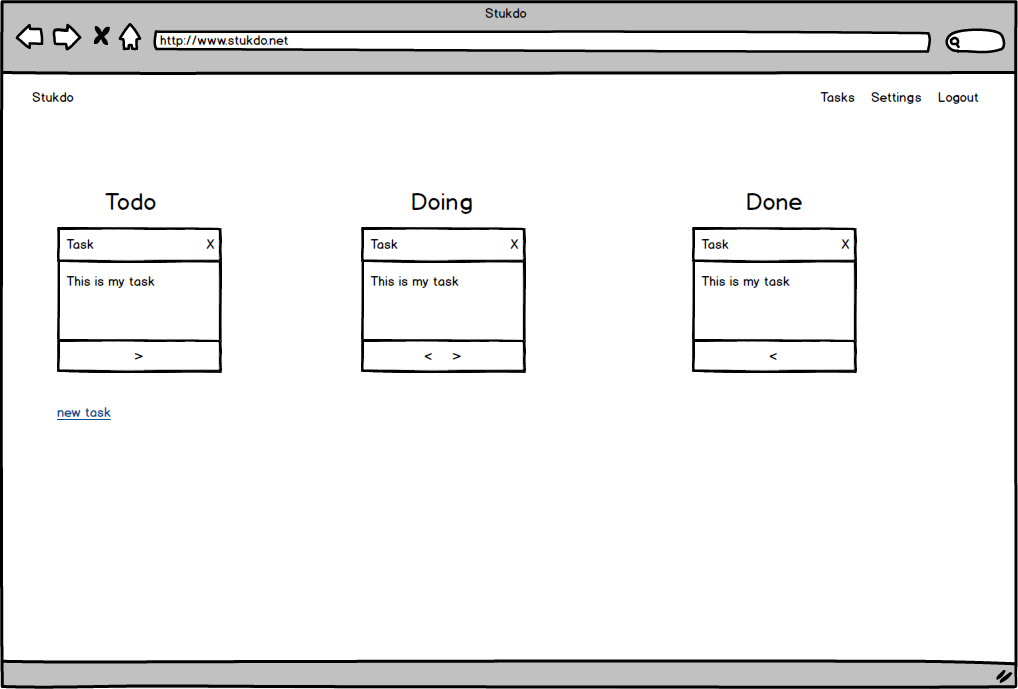 Stukdo
http://www.stukdo.net
Stukdo Tasks Settings Logout
Todo Doing Done
Task X Task X Task X
This is my task This is my task This is my task
> < > <
new task